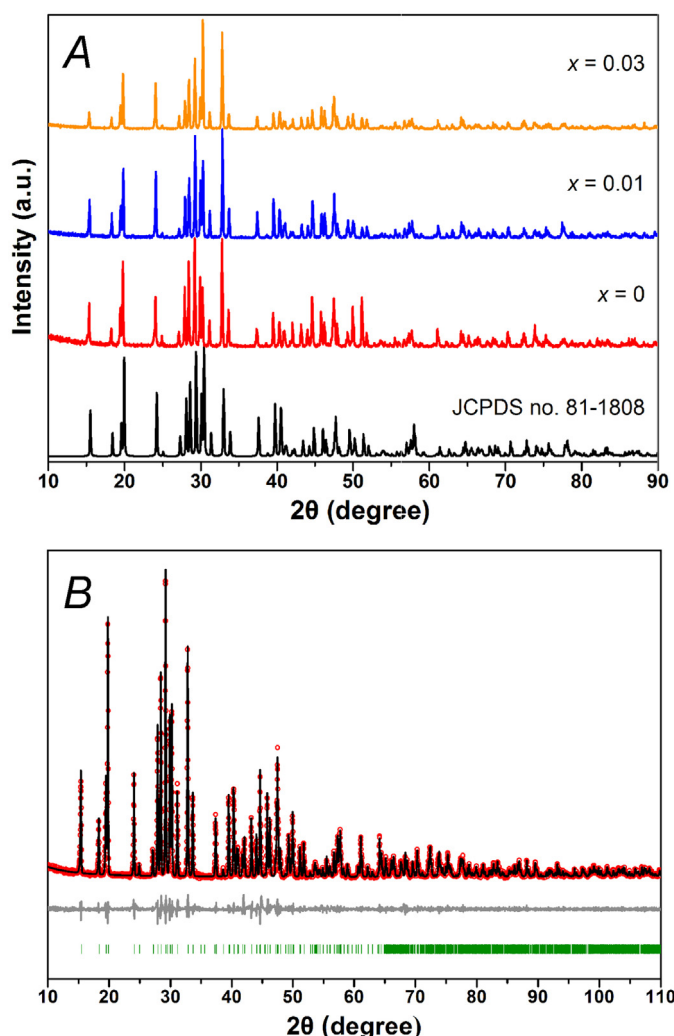 A
x = 0.03
x = 0.01
x = 0
JCPDS no. 81-1808
Intensity (a.u.)
10 20 30 40 50 60 70 80 90
2θ (degree)
B
10 20 30 40 50 60 70 80 90 100 110
2θ (degree)